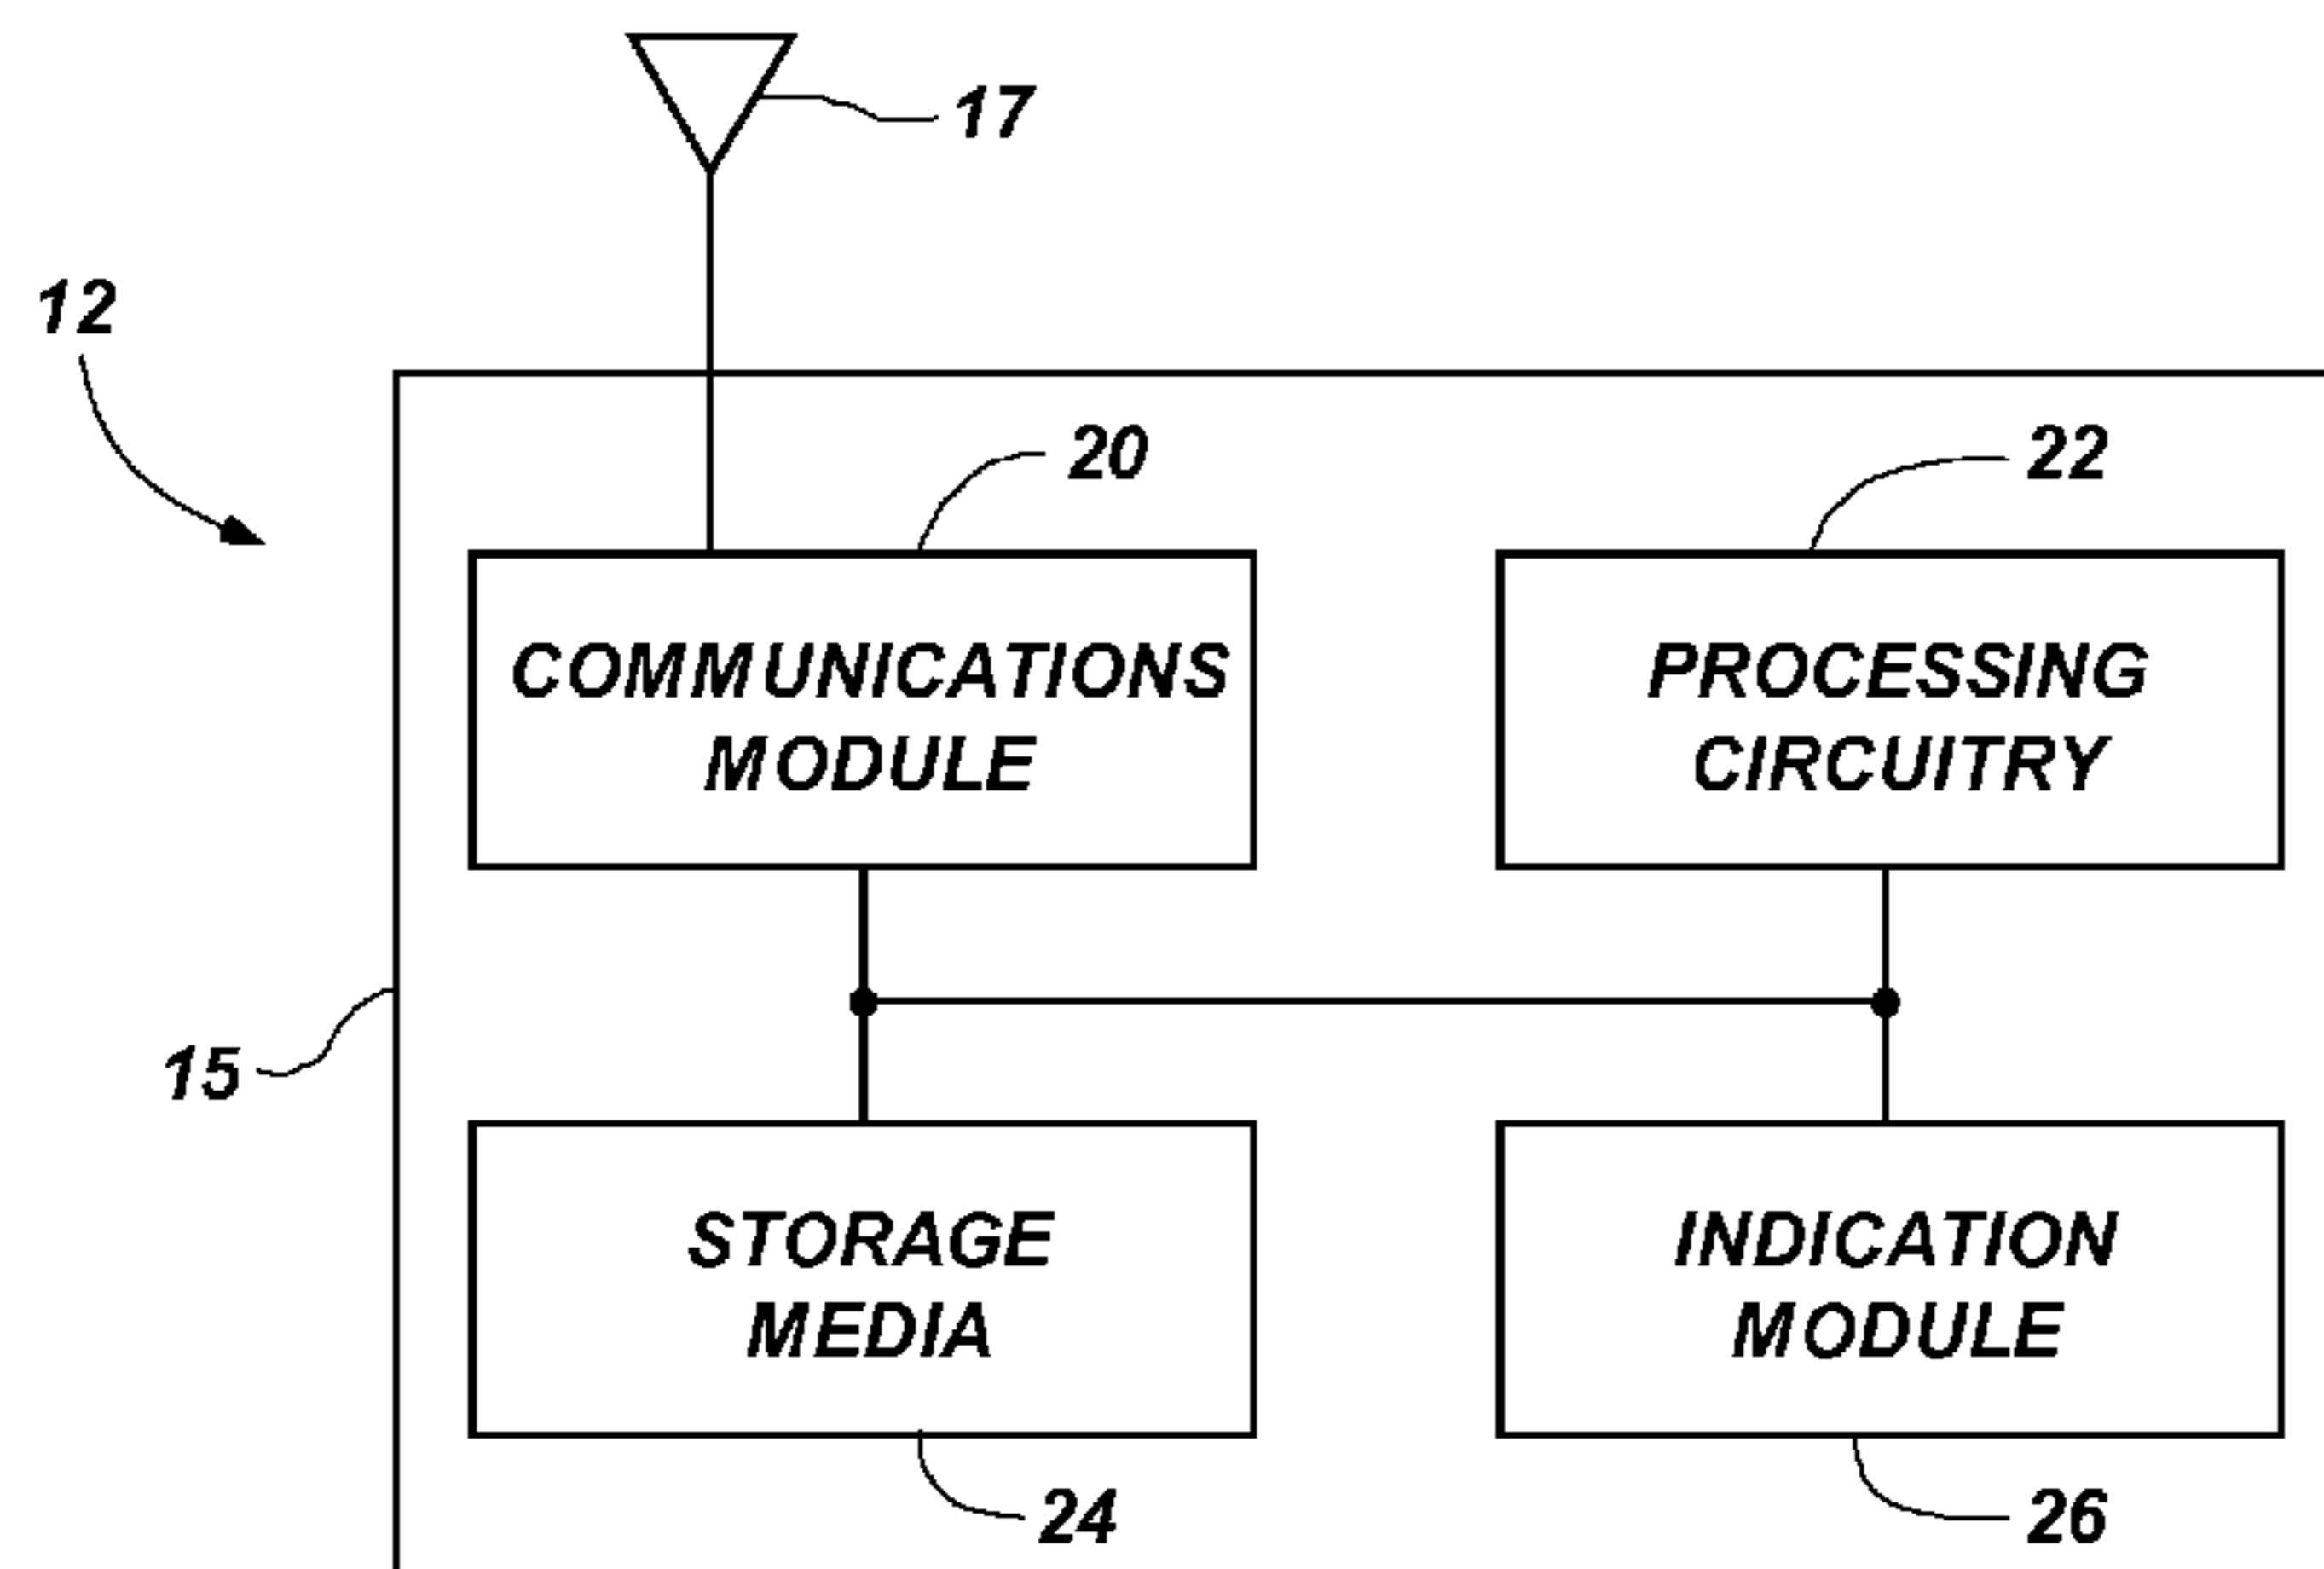 17
12
20
22
COMMUNICATIONS
MODULE
PROCESSING
CIRCUITRY
15
STORAGE
MEDIA
INDICATION
MODULE
24
26